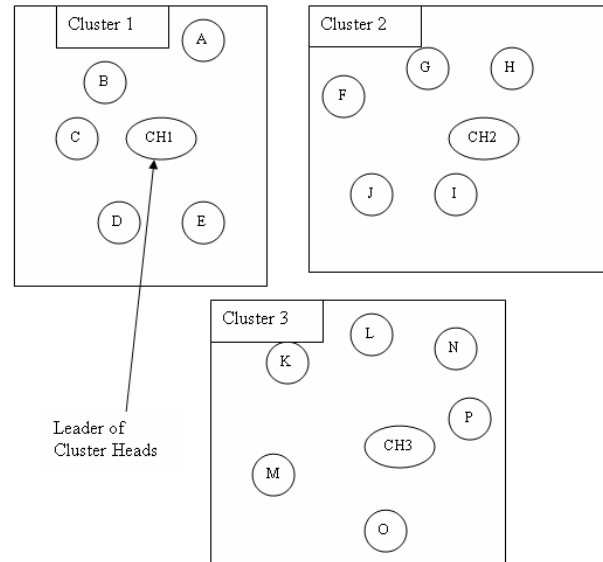 Cluster 1
A
B
C
CH1
D
E
Cluster 2
G
H
F
CH2
J
I
Cluster 3
L
N
K
P
CH3
M
O
Leader of
Cluster Heads